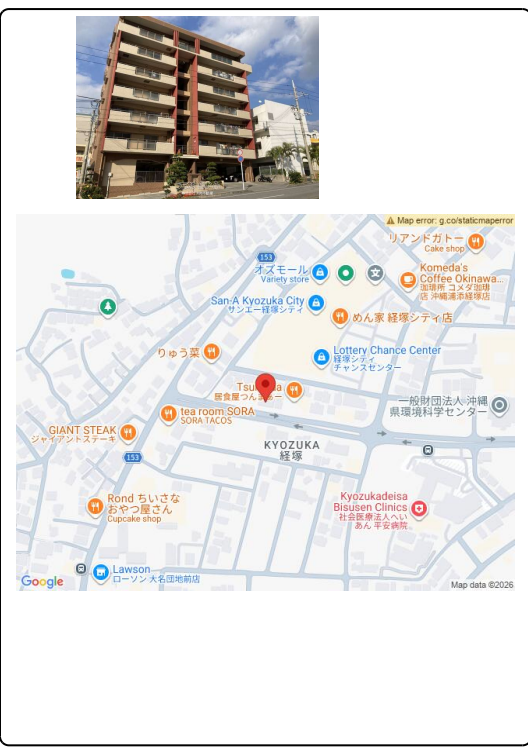 Map error: g.co/staticmaperror
リアンドガトー
Cake shop
153
オズモール
Variety store
Komeda's
Coffee Okinawa...
珈琲所 コメダ珈琲
店 沖縄浦添経塚店
San-A Kyozuka City
サンエー経塚シティ
めん家 経塚シティ店
りゅう菜
Lottery Chance Center
経塚シティ
チャンスセンター
居食屋つん
tea room SORA
SORA TACOS
一般財団法人 沖縄
県環境科学センター
GIANT STEAK
ジャイアントステーキ
KYOZUKA
経塚
153
Rond ちいさな
おやつ屋さん
Cupcake shop
Kyozukadeisa
Bisusen Clinics
社会医療法人へい
あん 平安病院...
Lawson
ローソン 大名団地前店
Google
Map data ©2026